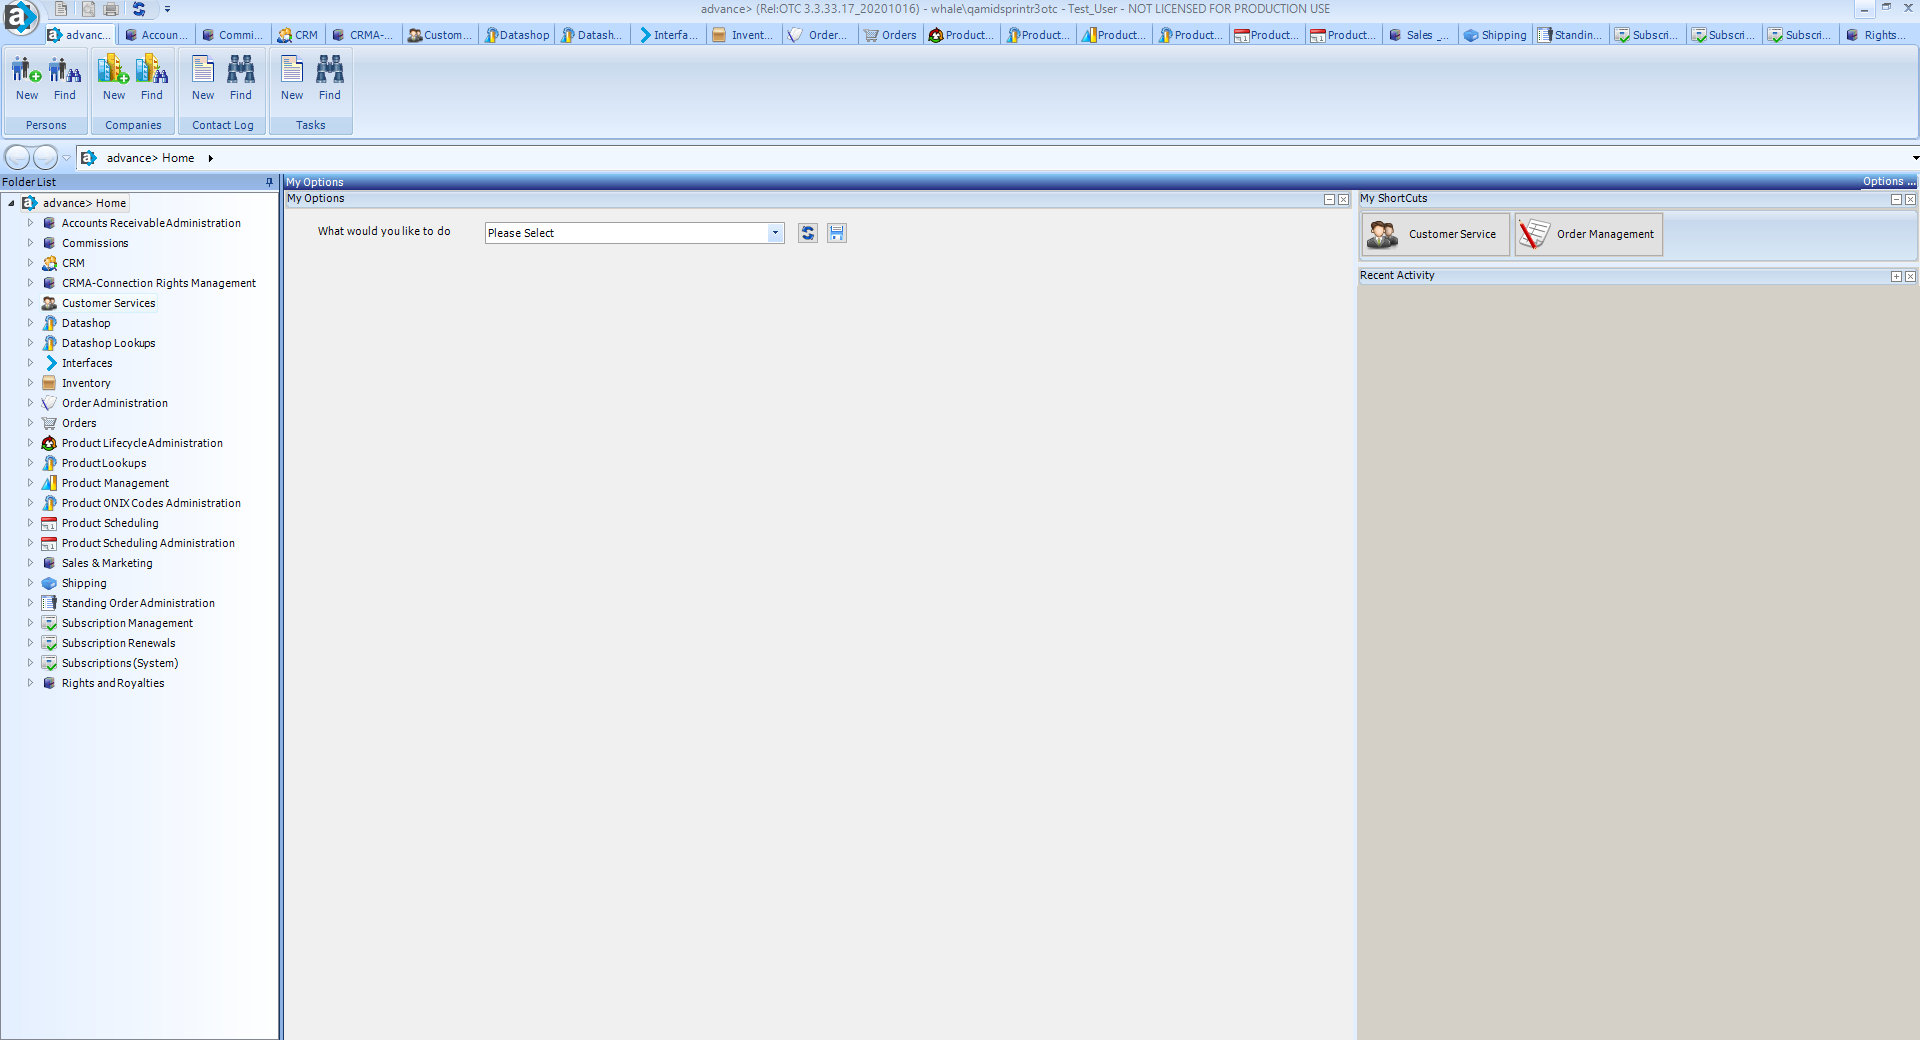 advance> (Rel:OTC 3.3.33.17_20201016) - whale\qamidsprintr3otc - Test_User - NOT LICENSED FOR PRODUCTION USE
advanc... Accoun... Commi... CRM CRMA-... Custom... Datashop Datash... Interfa... Invent... Order... Orders Product... Product... Product... Product... Product... Product... Sales _... Shipping Standin... Subscri... Subscri... Subscri... Rights...
New Find New Find New Find New Find
Persons Companies Contact Log Tasks
advance> Home
Folder List
My Options
Options ...
advance> Home
Accounts Receivable Administration
Commissions
CRM
CRMA-Connection Rights Management
Customer Services
Datashop
Datashop Lookups
Interfaces
Inventory
Order Administration
Orders
Product Lifecycle Administration
Product Lookups
Product Management
Product ONIX Codes Administration
Product Scheduling
Product Scheduling Administration
Sales & Marketing
Shipping
Standing Order Administration
Subscription Management
Subscription Renewals
Subscriptions (System)
Rights and Royalties
My Options
What would you like to do Please Select
My ShortCuts
Customer Service Order Management
Recent Activity